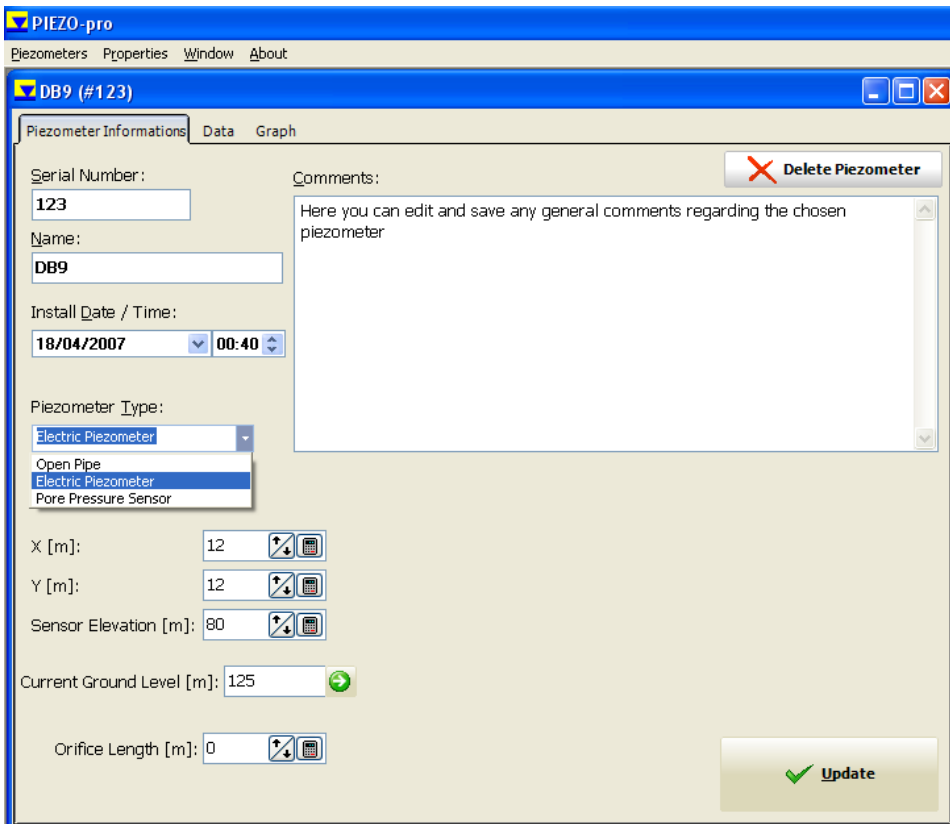 PIEZO-pro
Piezometers Properties Window About
DB9 (#123)
Piezometer Informations Data Graph
Delete Piezometer
Serial Number:
123
Name:
DB9
Install Date / Time:
18/04/2007 00:40
Comments:
Here you can edit and save any general comments regarding the chosen
piezometer
Piezometer Type:
Electric Piezometer
Open Pipe
Electric Piezometer
Pore Pressure Sensor
X [m]: 12
Y [m]: 12
Sensor Elevation [m]: 80
Current Ground Level [m]: 125
Orifice Length [m]: 0
Update